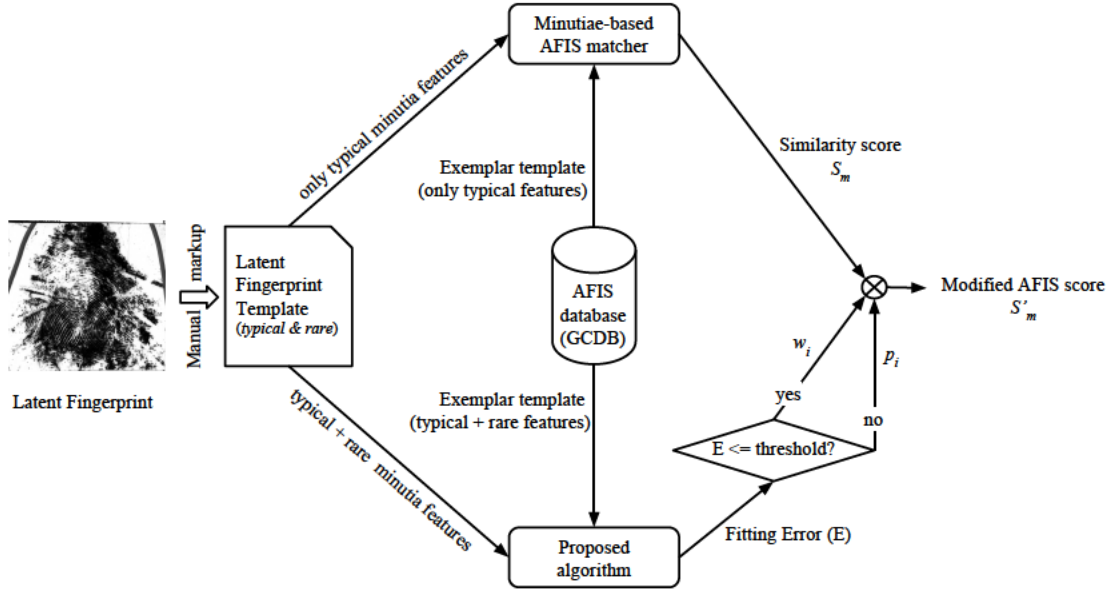 Minutiae-based
AFIS matcher
only typical minutia features
Similarity score
S_m
Exemplar template
(only typical features)
Manual markup
Latent
Fingerprint
Template
(typical & rare)
AFIS
database
(GCDB)
Modified AFIS score
S'_m
Latent Fingerprint
w_i
p_i
Exemplar template
(typical + rare features)
yes
no
typical + rare minutia features
E <= threshold?
Fitting Error (E)
Proposed
algorithm